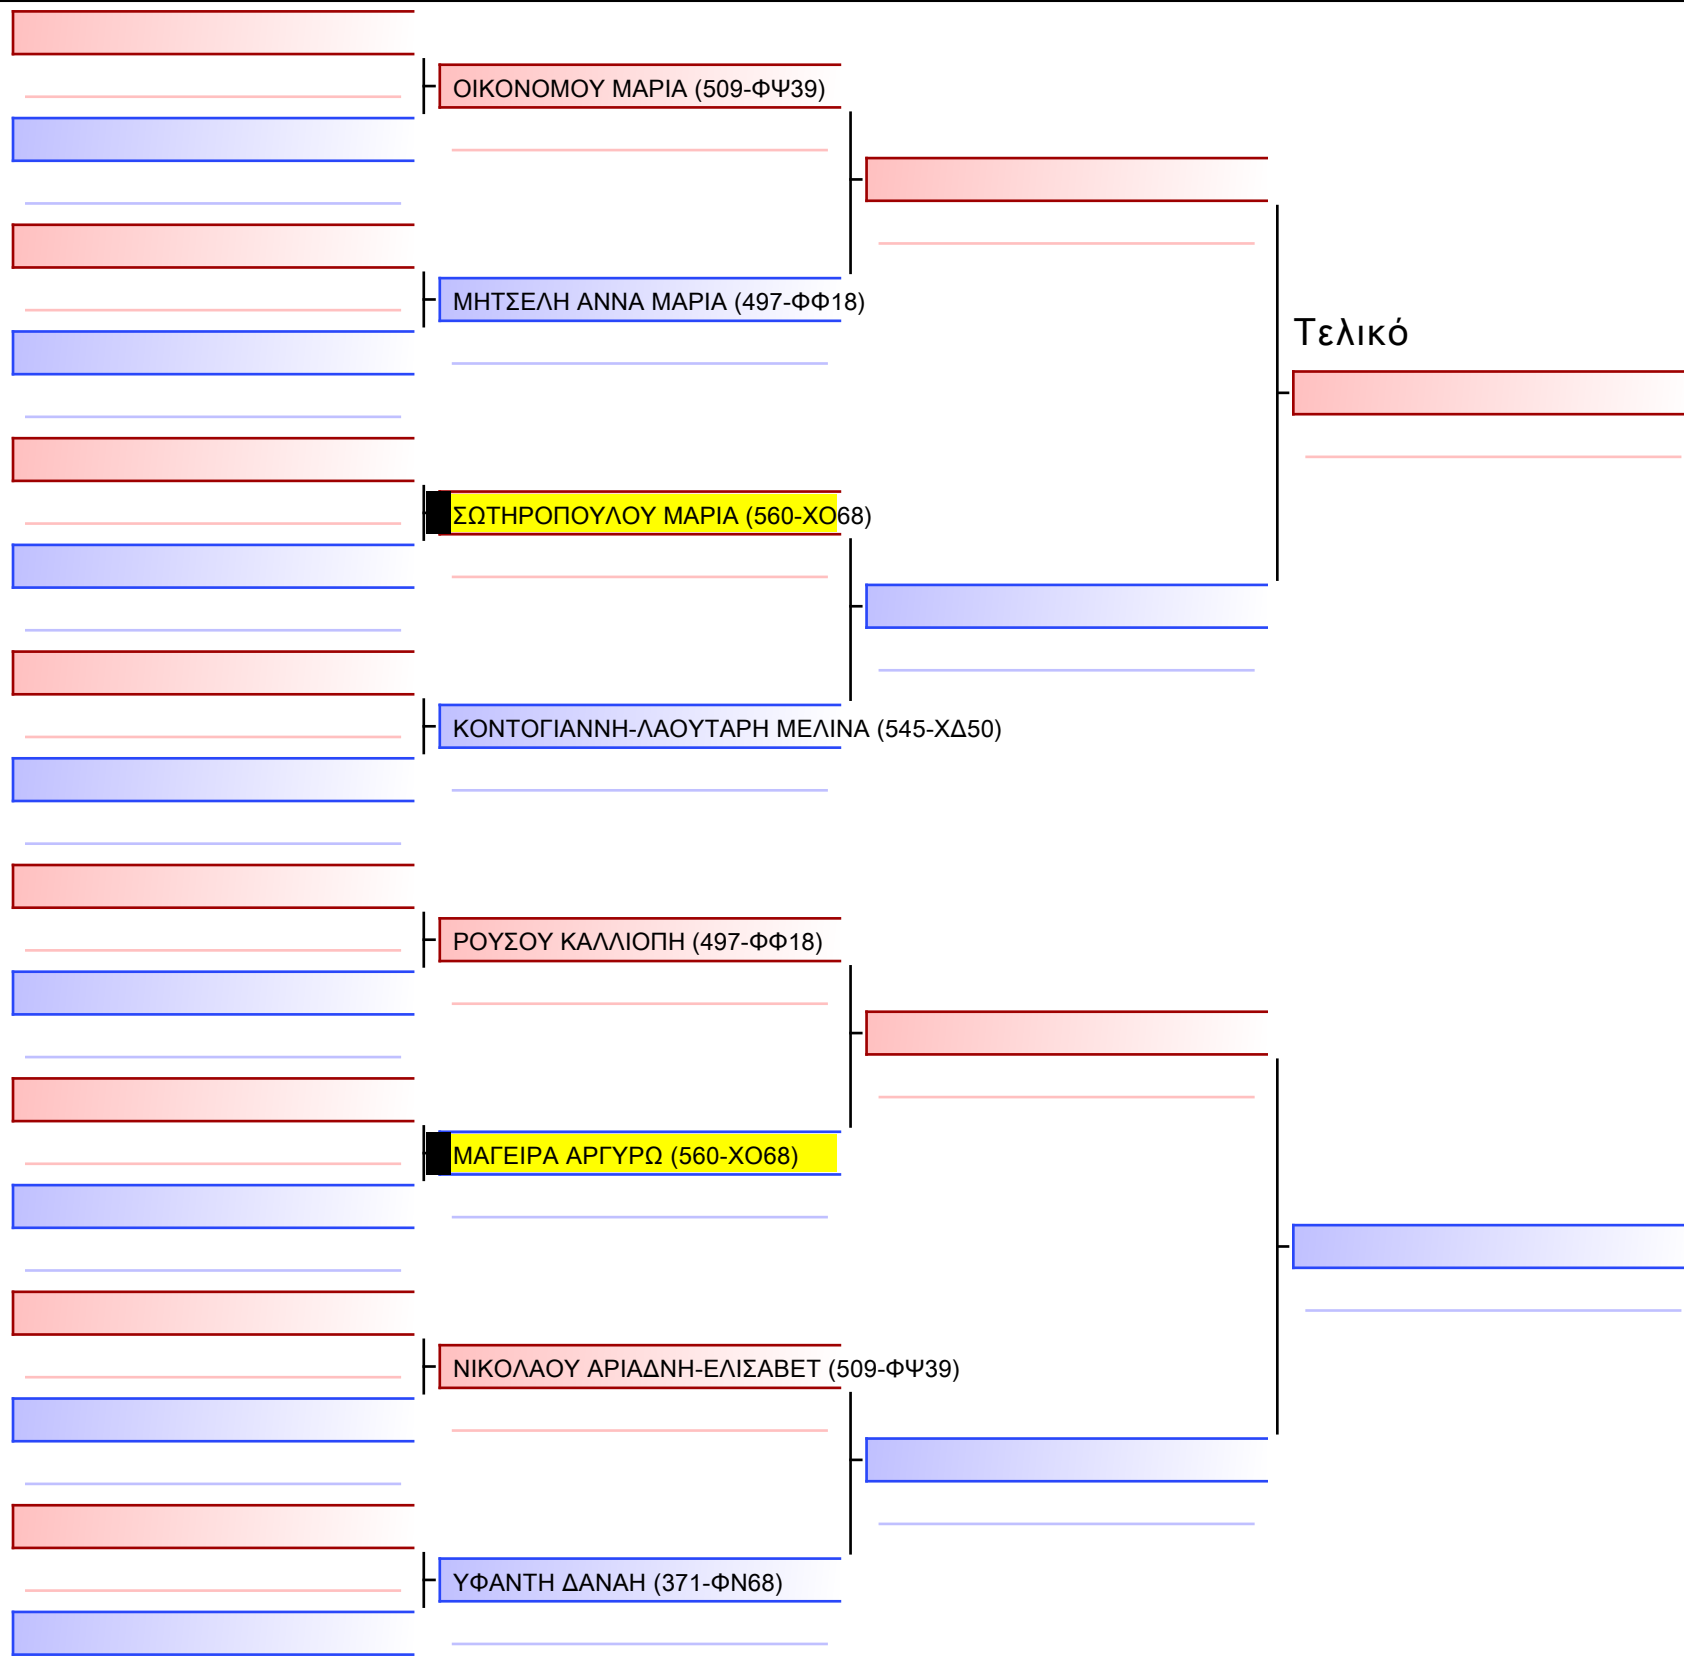 ΟΙΚΟΝΟΜΟΥ ΜΑΡΙΑ (509-ΦΨ39)
ΜΗΤΣΕΛΗ ΑΝΝΑ ΜΑΡΙΑ (497-ΦΦ18)
Τελικό
ΣΩΤΗΡΟΠΟΥΛΟΥ ΜΑΡΙΑ (560-ΧΟ68)
ΚΟΝΤΟΓΙΑΝΝΗ-ΛΑΟΥΤΑΡΗ ΜΕΛΙΝΑ (545-ΧΔ50)
ΡΟΥΣΟΥ ΚΑΛΛΙΟΠΗ (497-ΦΦ18)
ΜΑΓΕΙΡΑ ΑΡΓΥΡΩ (560-ΧΟ68)
ΝΙΚΟΛΑΟΥ ΑΡΙΑΔΝΗ-ΕΛΙΣΑΒΕΤ (509-ΦΨ39)
ΥΦΑΝΤΗ ΔΑΝΑΗ (371-ΦΝ68)